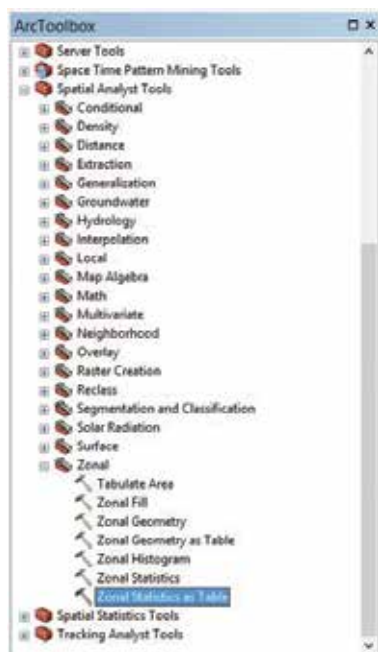 ArcToolbox
Server Tools
Space Time Pattern Mining Tools
Spatial Analyst Tools
Conditional
Density
Distance
Extraction
Generalization
Groundwater
Hydrology
Interpolation
Local
Map Algebra
Math
Multivariate
Neighborhood
Overlay
Raster Creation
Reclass
Segmentation and Classification
Solar Radiation
Surface
Zonal
Tabulate Area
Zonal Fill
Zonal Geometry
Zonal Geometry as Table
Zonal Histogram
Zonal Statistics
Zonal Statistics as Table
Spatial Statistics Tools
Tracking Analyst Tools